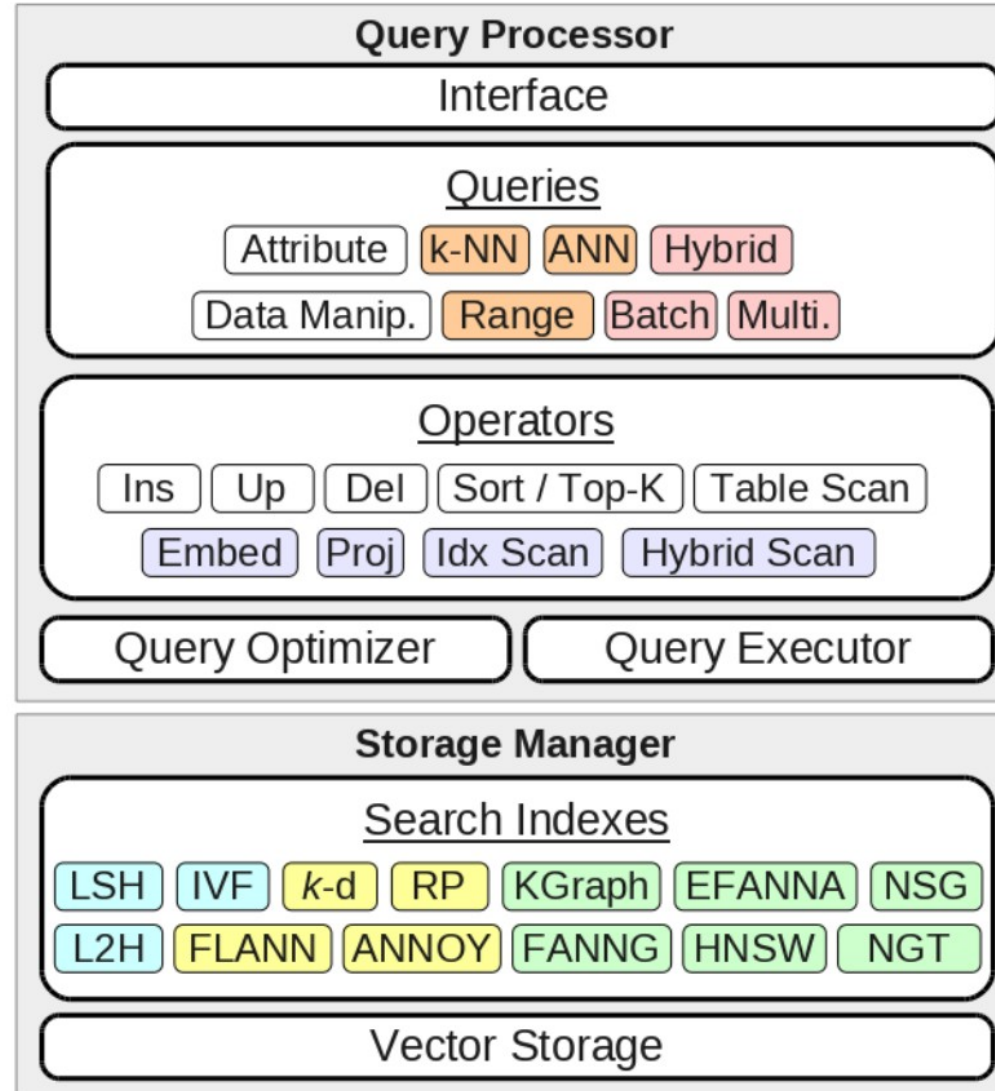 Query Processor
Interface
Queries
Attribute k-NN ANN Hybrid
Data Manip. Range Batch Multi.
Operators
Ins Up Del Sort / Top-K Table Scan
Embed Proj Idx Scan Hybrid Scan
Query Optimizer Query Executor
Storage Manager
Search Indexes
LSH IVF k-d RP KGraph EFANNA NSG
L2H FLANN ANNOY FANNG HNSW NGT
Vector Storage